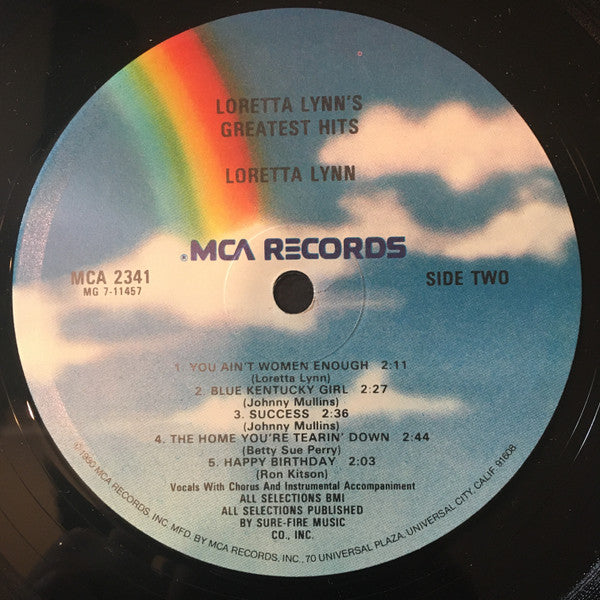 LORETTA LYNN'S
GREATEST HITS
LORETTA LYNN
®MCA RECORDS
MCA 2341
MG 7-11457
SIDE TWO
1. YOU AIN'T WOMEN ENOUGH 2:11
(Loretta Lynn)
2. BLUE KENTUCKY GIRL 2:27
(Johnny Mullins)
3. SUCCESS 2:36
(Johnny Mullins)
4. THE HOME YOU'RE TEARIN' DOWN 2:44
(Betty Sue Perry)
5. HAPPY BIRTHDAY 2:03
(Ron Kitson)
Vocals With Chorus And Instrumental Accompaniment
ALL SELECTIONS BMI
ALL SELECTIONS PUBLISHED
BY SURE-FIRE MUSIC
CO., INC.
©1980 MCA RECORDS, INC. MFD. BY MCA RECORDS, INC., 70 UNIVERSAL PLAZA, UNIVERSAL CITY, CALIF. 91608